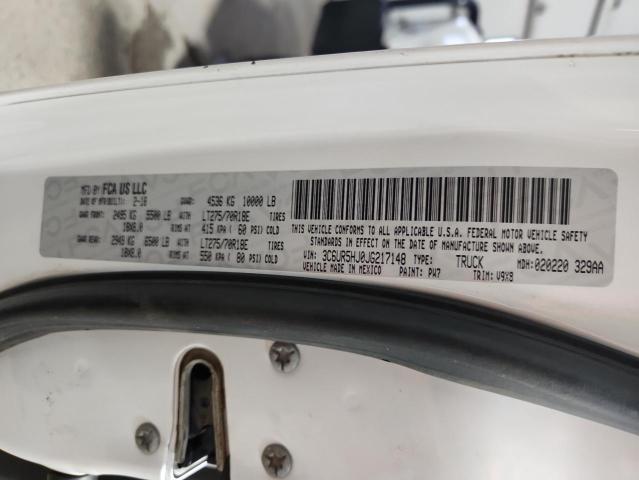 MFD BY FCA US LLC
DATE OF MFR/BUILT: 2-18 GVWR: 4536 KG 10000 LB
GAWR FRONT: 2495 KG 5500 LB WITH LT275/70R18E TIRES
18X8.0 RIMS AT 415 KPA ( 60 PSI) COLD
GAWR REAR: 2949 KG 6500 LB WITH LT275/70R18E TIRES
18X8.0 RIMS AT 550 KPA ( 80 PSI) COLD
THIS VEHICLE CONFORMS TO ALL APPLICABLE U.S.A. FEDERAL MOTOR VEHICLE SAFETY
STANDARDS IN EFFECT ON THE DATE OF MANUFACTURE SHOWN ABOVE.
VIN: 3C6UR5HJ0JG217148 TYPE: TRUCK MDH: 020220 329AA
VEHICLE MADE IN MEXICO PAINT: PW7 TRIM: V9X8